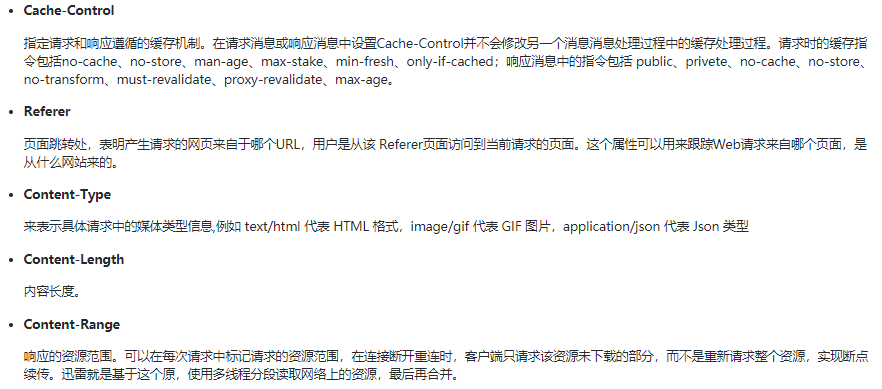 Cache-Control
指定请求和响应遵循的缓存机制。在请求消息或响应消息中设置Cache-Control并不会修改另一个消息消息处理过程中的缓存处理过程。请求时的缓存指
令包括no-cache、no-store、man-age、max-stake、min-fresh、only-if-cached；响应消息中的指令包括 public、privete、no-cache、no-store、
no-transform、must-revalidate、proxy-revalidate、max-age。
Referer
页面跳转处，表明产生请求的网页来自于哪个URL，用户是从该 Referer页面访问到当前请求的页面。这个属性可以用来跟踪Web请求来自哪个页面，是
从什么网站来的。
Content-Type
来表示具体请求中的媒体类型信息,例如 text/html 代表 HTML 格式，image/gif 代表 GIF 图片，application/json 代表 Json 类型
Content-Length
内容长度。
Content-Range
响应的资源范围。可以在每次请求中标记请求的资源范围，在连接断开重连时，客户端只请求该资源未下载的部分，而不是重新请求整个资源，实现断点
续传。迅雷就是基于这个原，使用多线程分段读取网络上的资源，最后再合并。